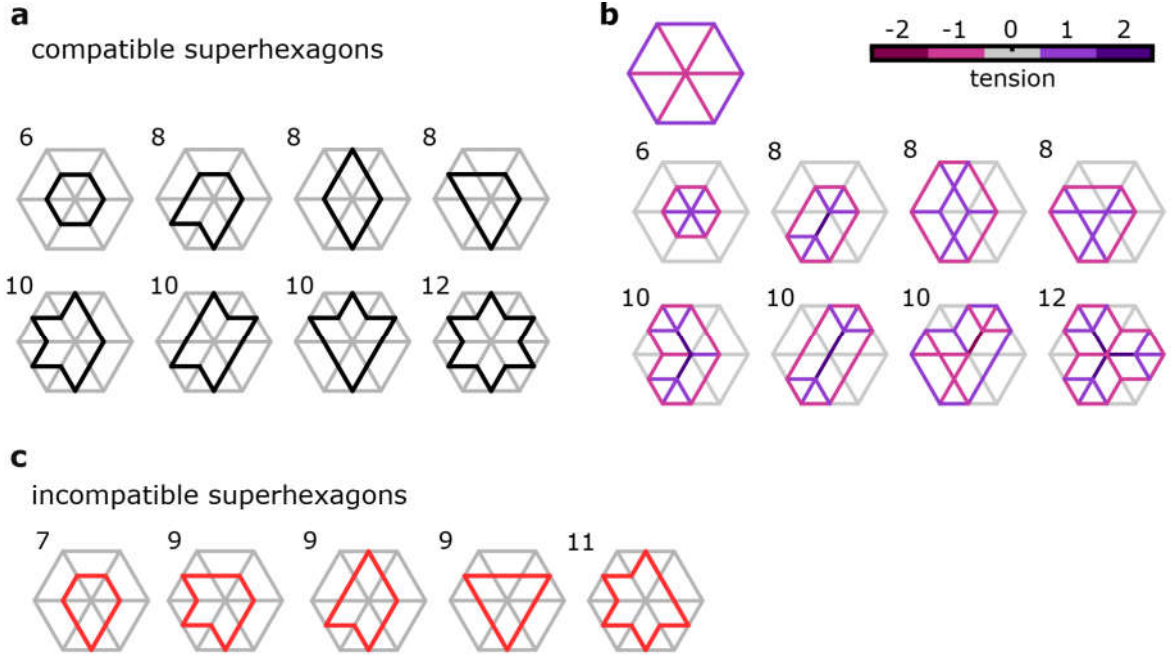 a
compatible superhexagons
6 8 8 8
10 10 10 12
b
-2 -1 0 1 2
tension
6 8 8 8
10 10 10 12
c
incompatible superhexagons
7 9 9 9 11